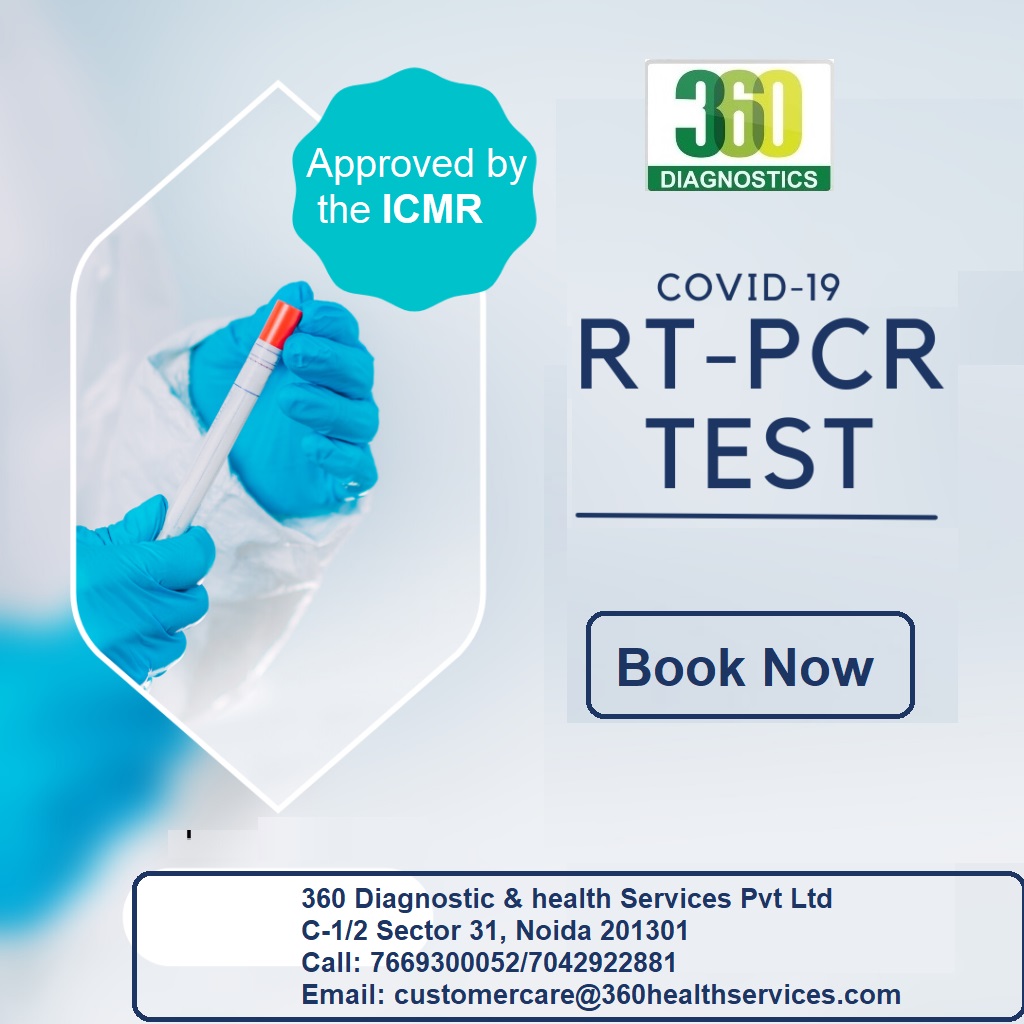 Approved by
the ICMR
360
DIAGNOSTICS
COVID-19
RT-PCR
TEST
Book Now
360 Diagnostic & health Services Pvt Ltd
C-1/2 Sector 31, Noida 201301
Call: 7669300052/7042922881
Email: customercare@360healthservices.com